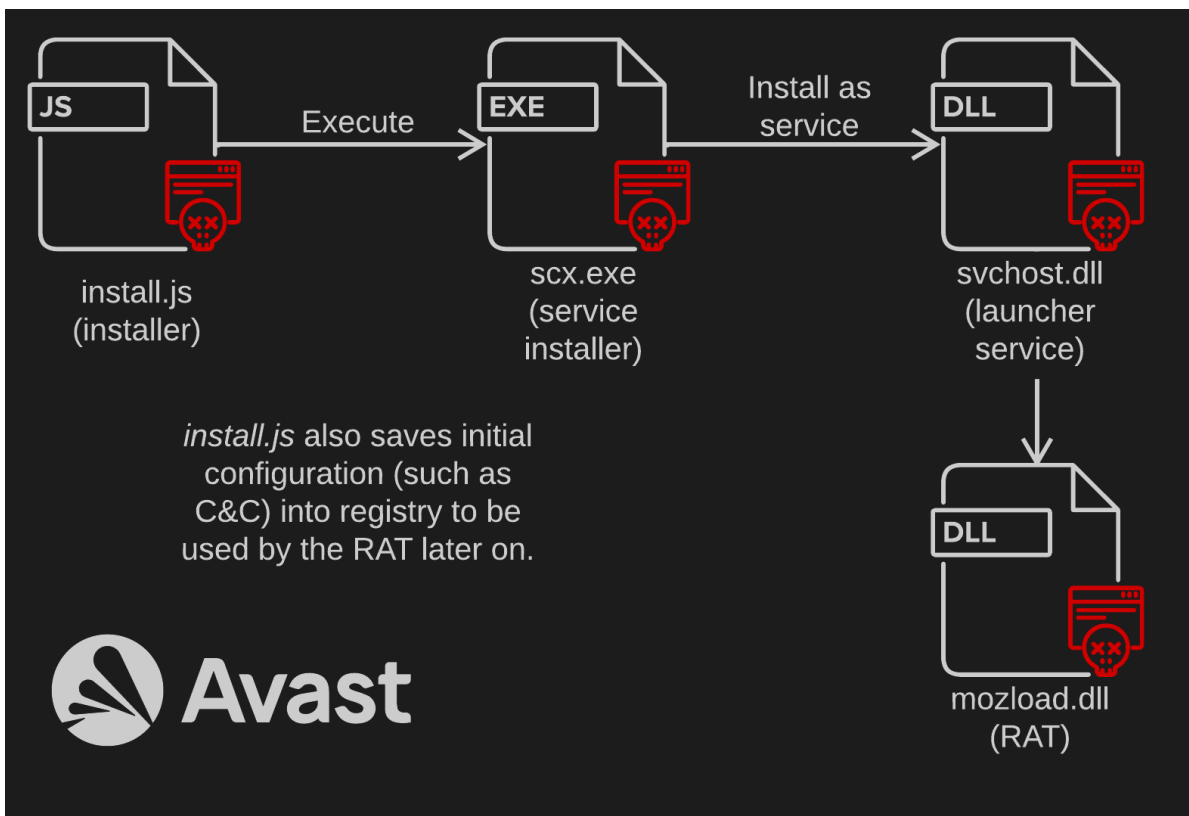 JS
Execute
EXE
Install as
service
DLL
install.js
(installer)
scx.exe
(service
installer)
svchost.dll
(launcher
service)
install.js also saves initial
configuration (such as
C&C) into registry to be
used by the RAT later on.
DLL
mozload.dll
(RAT)
Avast